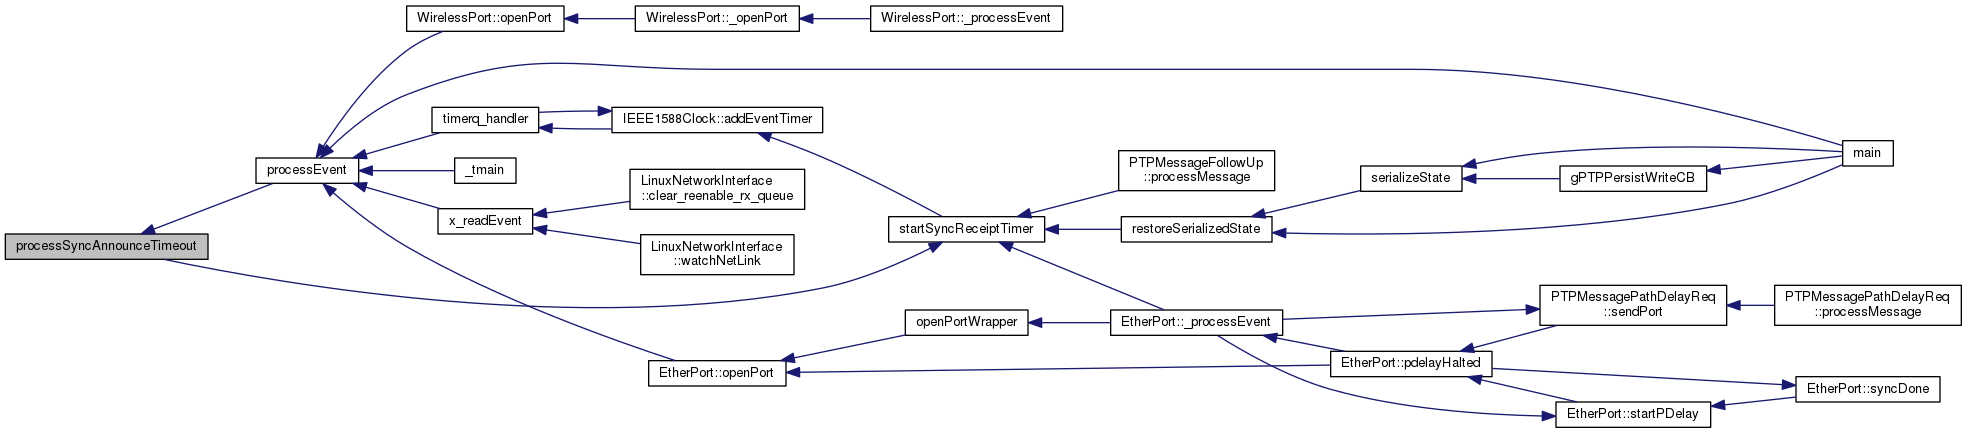 WirelessPort::openPort
WirelessPort::_openPort
WirelessPort::_processEvent
timerq_handler
IEEE1588Clock::addEventTimer
main
processEvent
_tmain
PTPMessageFollowUp
::processMessage
serializeState
gPTPPersistWriteCB
LinuxNetworkInterface
::clear_reenable_rx_queue
x_readEvent
startSyncReceiptTimer
restoreSerializedState
processSyncAnnounceTimeout
LinuxNetworkInterface
::watchNetLink
PTPMessagePathDelayReq
::sendPort
PTPMessagePathDelayReq
::processMessage
openPortWrapper
EtherPort::_processEvent
EtherPort::openPort
EtherPort::pdelayHalted
EtherPort::syncDone
EtherPort::startPDelay